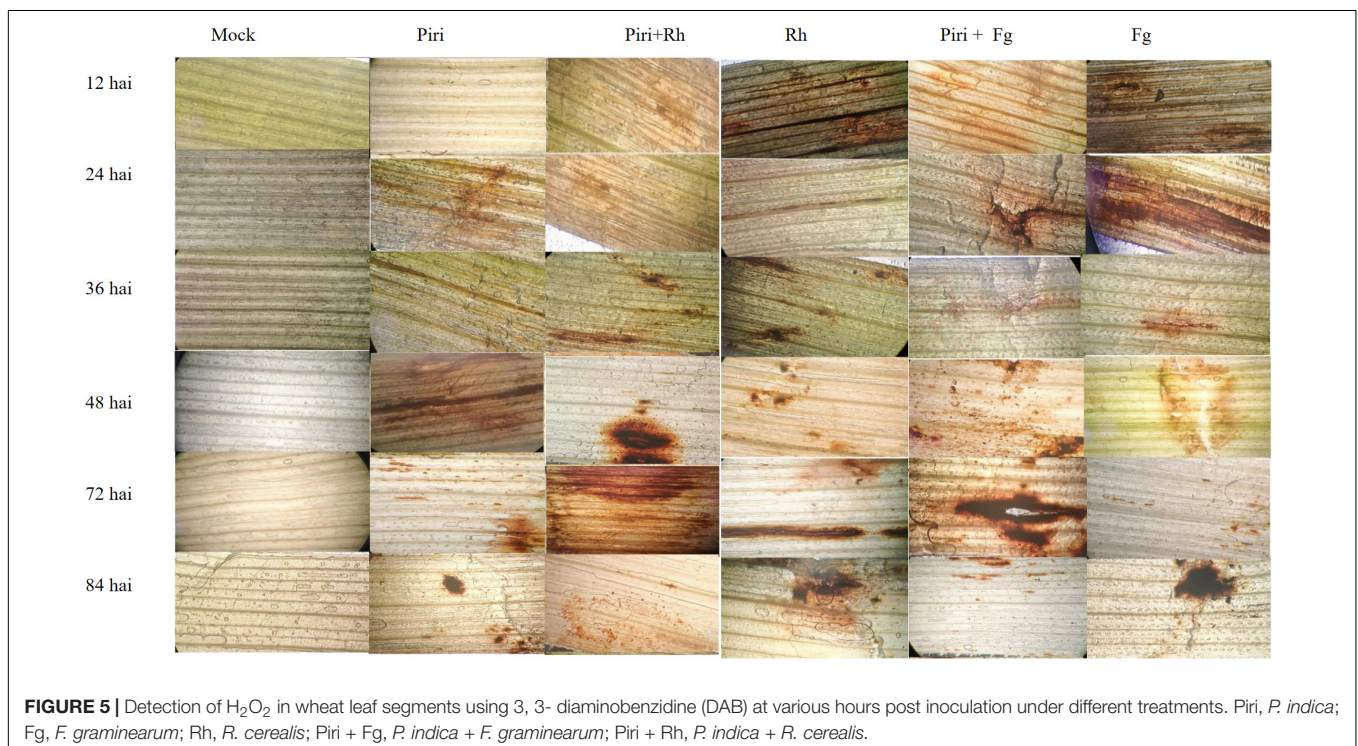 Mock Piri Piri+Rh Rh Piri + Fg Fg
12 hai
24 hai
36 hai
48 hai
72 hai
84 hai
FIGURE 5 | Detection of H₂O₂ in wheat leaf segments using 3, 3- diaminobenzidine (DAB) at various hours post inoculation under different treatments. Piri, P. indica;
Fg, F. graminearum; Rh, R. cerealis; Piri + Fg, P. indica + F. graminearum; Piri + Rh, P. indica + R. cerealis.